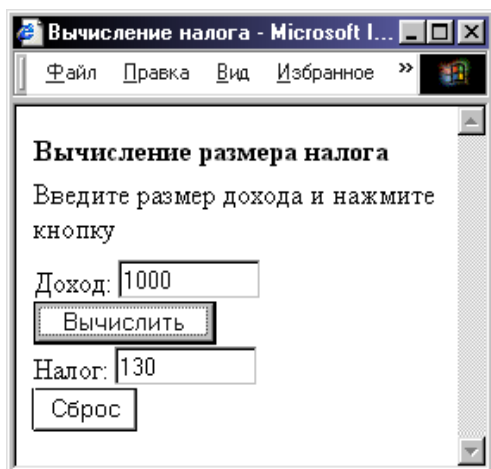 Вычисление налога - Microsoft I...
Файл Правка Вид Избранное »
Вычисление размера налога
Введите размер дохода и нажмите
кнопку
Доход: 1000
Вычислить
Налог: 130
Сброс